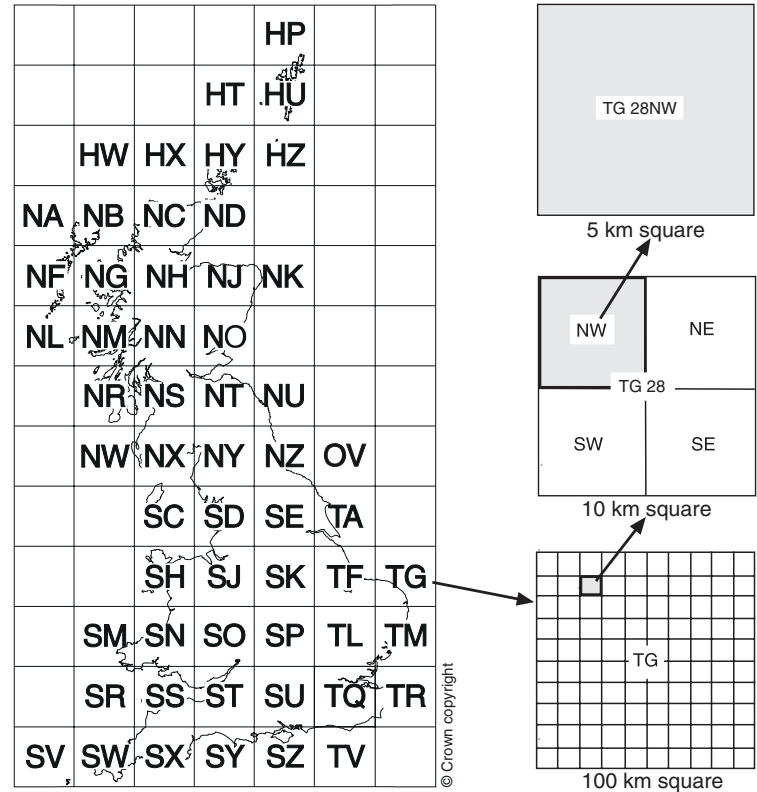 HP
HT HU
HW HX HY HZ
NA NB NC ND
NF NG NH NJ NK
NL NM NN NO
NR NS NT NU
NW NX NY NZ OV
SC SD SE TA
SH SJ SK TF TG
SM SN SO SP TL TM
SR SS ST SU TQ TR
SV SW SX SY SZ TV
© Crown copyright
TG 28NW
5 km square
NW NE
TG 28
SW SE
10 km square
TG
100 km square